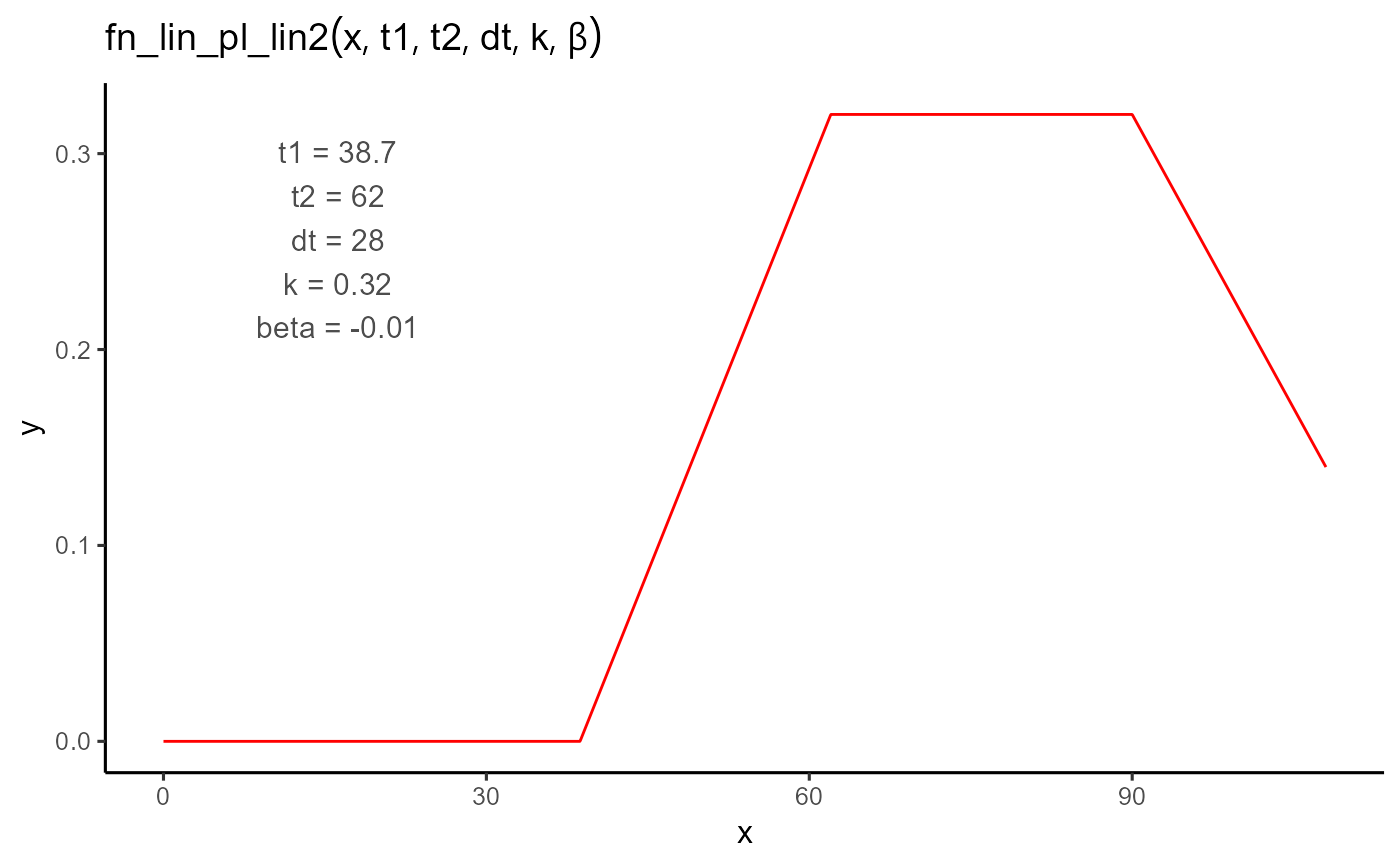 fn_lin_pl_lin2(x, t1, t2, dt, k, β)
t1 = 38.7
t2 = 62
dt = 28
k = 0.32
beta = -0.01
0.3
0.2
0.1
0.0
y
0 30 60 90
x